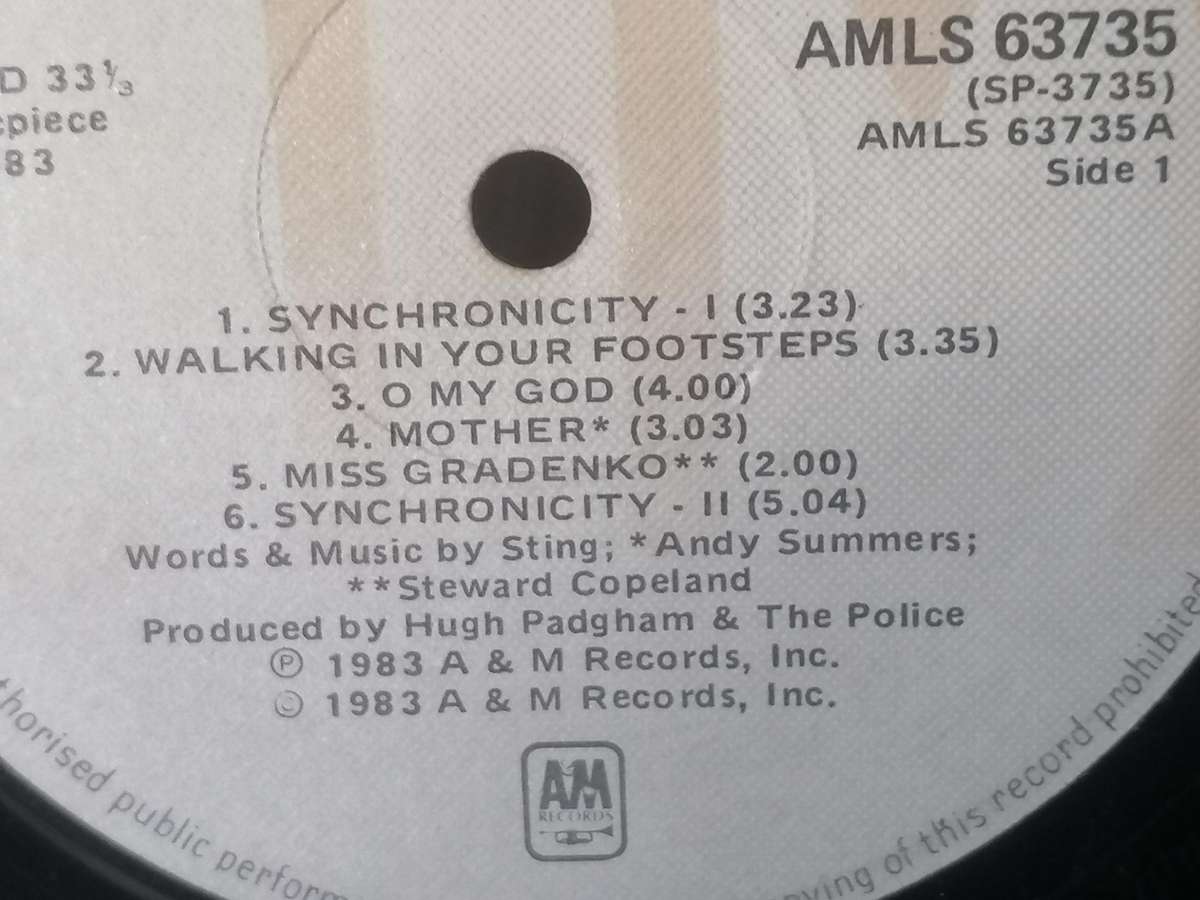 D 33⅓
piece
83
AMLS 63735
(SP-3735)
AMLS 63735A
Side 1
1. SYNCHRONICITY - I (3.23)
2. WALKING IN YOUR FOOTSTEPS (3.35)
3. O MY GOD (4.00)
4. MOTHER* (3.03)
5. MISS GRADENKO** (2.00)
6. SYNCHRONICITY - II (5.04)
Words & Music by Sting; *Andy Summers;
**Steward Copeland
Produced by Hugh Padgham & The Police
Ⓟ 1983 A & M Records, Inc.
© 1983 A & M Records, Inc.
AM
RECORDS
thorised public perform
ying of this record prohibited